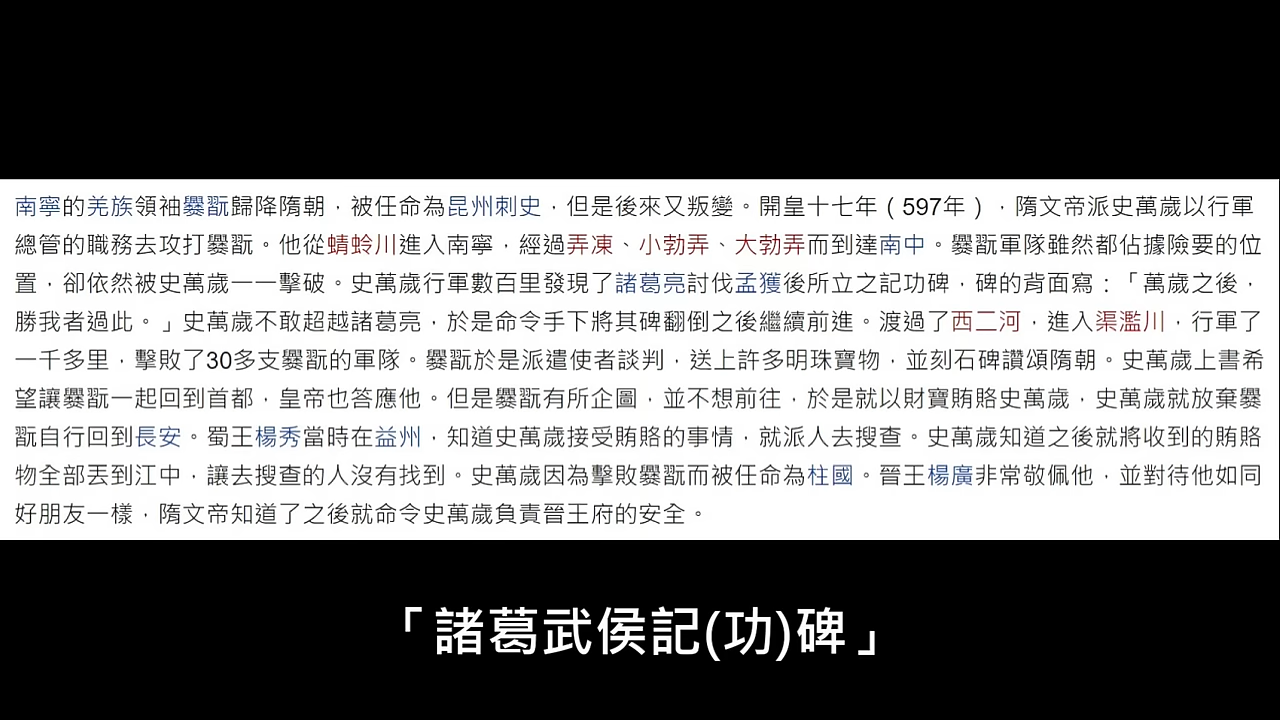 南寧的羌族領袖爨翫歸降隋朝，被任命為昆州刺史，但是後來又叛變。開皇十七年（597年），隋文帝派史萬歲以行軍
總管的職務去攻打爨翫。他從蜻蛉川進入南寧，經過弄凍、小勃弄、大勃弄而到達南中。爨翫軍隊雖然都佔據險要的位
置，卻依然被史萬歲一一擊破。史萬歲行軍數百里發現了諸葛亮討伐孟獲後所立之記功碑，碑的背面寫：「萬歲之後，
勝我者過此。」史萬歲不敢超越諸葛亮，於是命令手下將其碑翻倒之後繼續前進。渡過了西二河，進入渠濫川，行軍了
一千多里，擊敗了30多支爨翫的軍隊。爨翫於是派遣使者談判，送上許多明珠寶物，並刻石碑讚頌隋朝。史萬歲上書希
望讓爨翫一起回到首都，皇帝也答應他。但是爨翫有所企圖，並不想前往，於是就以財寶賄賂史萬歲，史萬歲就放棄爨
翫自行回到長安。蜀王楊秀當時在益州，知道史萬歲接受賄賂的事情，就派人去搜查。史萬歲知道之後就將收到的賄賂
物全部丟到江中，讓去搜查的人沒有找到。史萬歲因為擊敗爨翫而被任命為柱國。晉王楊廣非常敬佩他，並對待他如同
好朋友一樣，隋文帝知道了之後就命令史萬歲負責晉王府的安全。
「諸葛武侯記(功)碑」